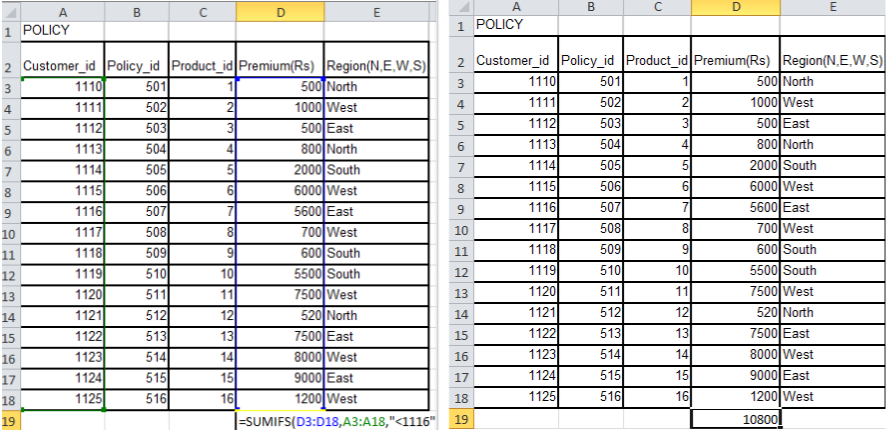 A B C D E
1 POLICY
2 Customer_id Policy_id Product_id Premium(Rs) Region(N,E,W,S)
3 1110 501 1 500 North
4 1111 502 2 1000 West
5 1112 503 3 500 East
6 1113 504 4 800 North
7 1114 505 5 2000 South
8 1115 506 6 6000 West
9 1116 507 7 5600 East
10 1117 508 8 700 West
11 1118 509 9 600 South
12 1119 510 10 5500 South
13 1120 511 11 7500 West
14 1121 512 12 520 North
15 1122 513 13 7500 East
16 1123 514 14 8000 West
17 1124 515 15 9000 East
18 1125 516 16 1200 West
19 =SUMIFS(D3:D18,A3:A18,"<1116"
A B C D E
1 POLICY
2 Customer_id Policy_id Product_id Premium(Rs) Region(N,E,W,S)
3 1110 501 1 500 North
4 1111 502 2 1000 West
5 1112 503 3 500 East
6 1113 504 4 800 North
7 1114 505 5 2000 South
8 1115 506 6 6000 West
9 1116 507 7 5600 East
10 1117 508 8 700 West
11 1118 509 9 600 South
12 1119 510 10 5500 South
13 1120 511 11 7500 West
14 1121 512 12 520 North
15 1122 513 13 7500 East
16 1123 514 14 8000 West
17 1124 515 15 9000 East
18 1125 516 16 1200 West
19 10800